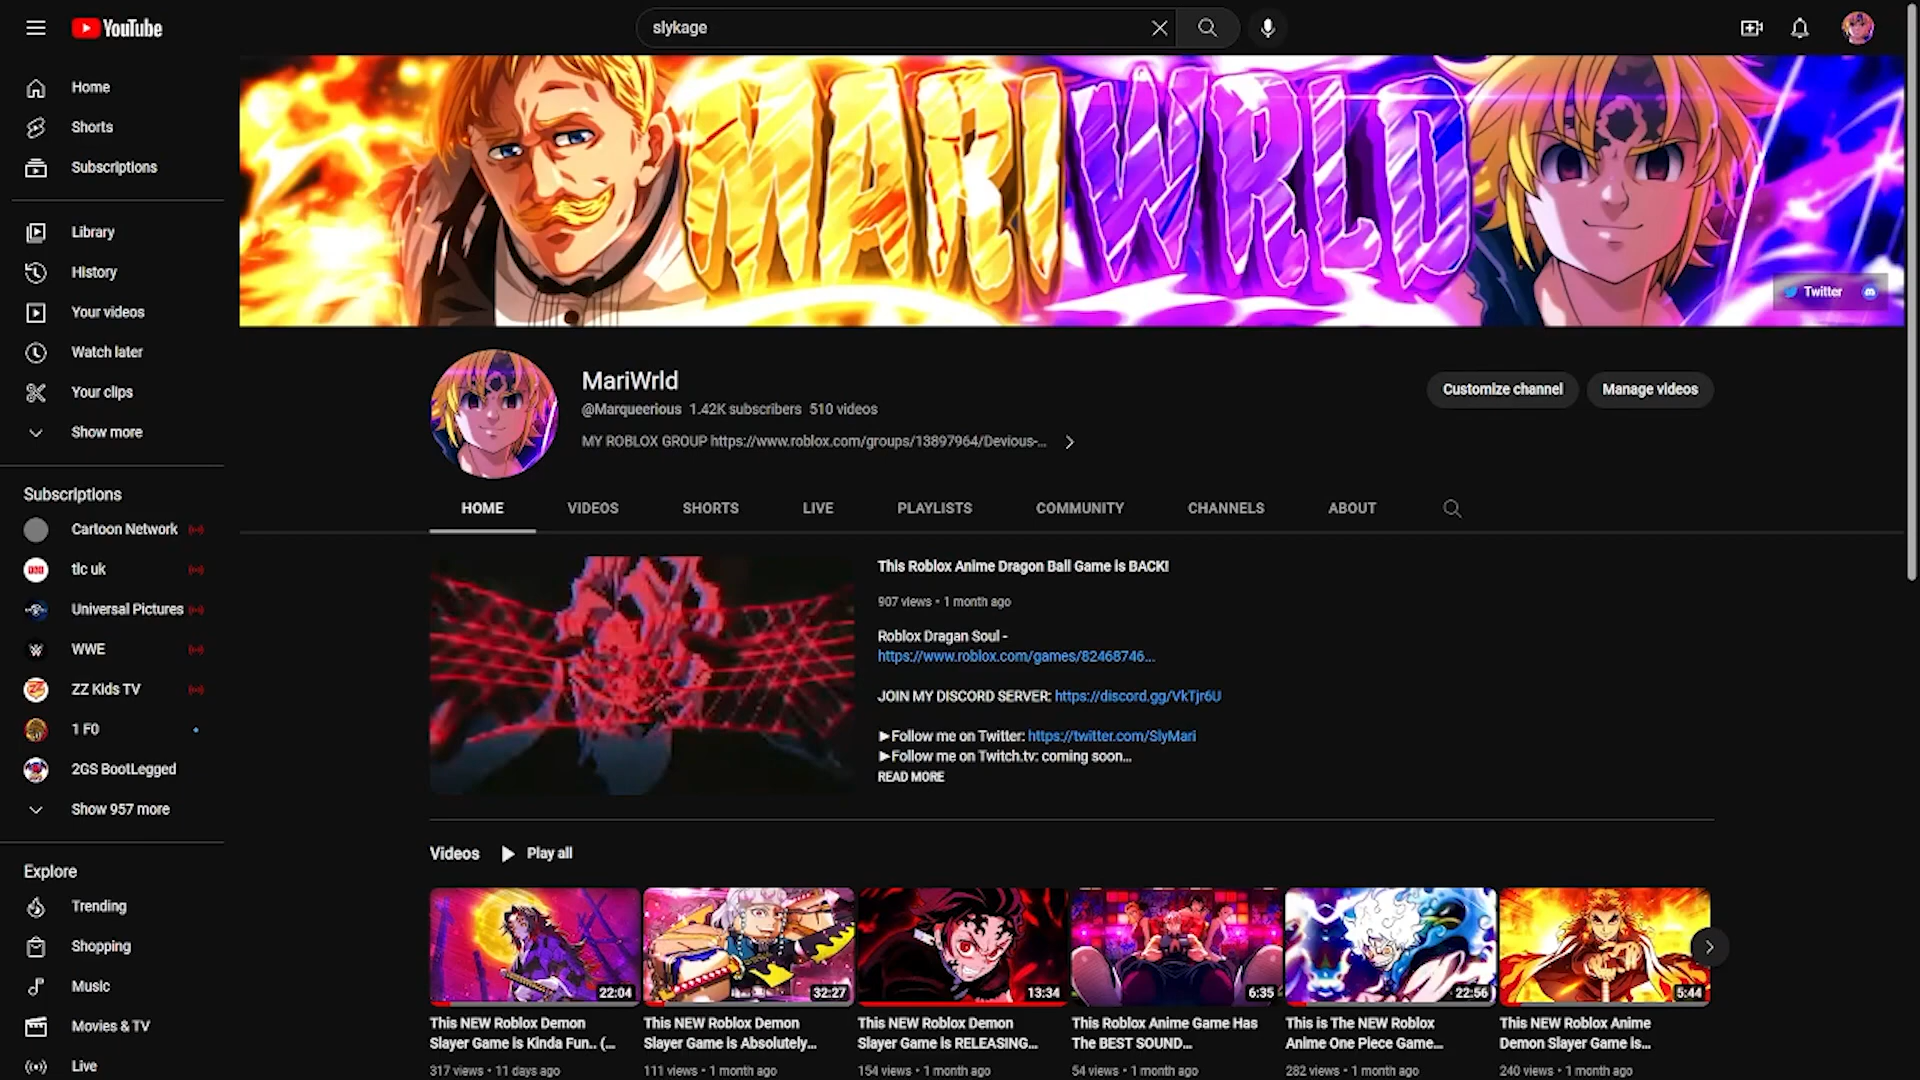 YouTube
slykage
Home
Shorts
Subscriptions
Library
History
Your videos
Watch later
Your clips
Show more
Subscriptions
Cartoon Network
tlc uk
Universal Pictures
WWE
ZZ Kids TV
1 F0
2GS BootLegged
Show 957 more
Explore
Trending
Shopping
Music
Movies & TV
Live
MARIWRLD
Twitter
MariWrld
@Marqueerious 1.42K subscribers 510 videos
MY ROBLOX GROUP https://www.roblox.com/groups/13897964/Devious-...
Customize channel
Manage videos
HOME
VIDEOS
SHORTS
LIVE
PLAYLISTS
COMMUNITY
CHANNELS
ABOUT
This Roblox Anime Dragon Ball Game is BACK!
907 views • 1 month ago
Roblox Dragan Soul -
https://www.roblox.com/games/82468746...
JOIN MY DISCORD SERVER: https://discord.gg/VkTjr6U
►Follow me on Twitter: https://twitter.com/SlyMari
►Follow me on Twitch.tv: coming soon...
READ MORE
Videos
Play all
22:04
This NEW Roblox Demon
Slayer Game is Kinda Fun.. (...
317 views • 11 days ago
32:27
This NEW Roblox Demon
Slayer Game is Absolutely...
111 views • 1 month ago
13:34
This NEW Roblox Demon
Slayer Game is RELEASING...
154 views • 1 month ago
6:35
This Roblox Anime Game Has
The BEST SOUND...
54 views • 1 month ago
22:56
This is The NEW Roblox
Anime One Piece Game...
282 views • 1 month ago
5:44
This NEW Roblox Anime
Demon Slayer Game is...
240 views • 1 month ago